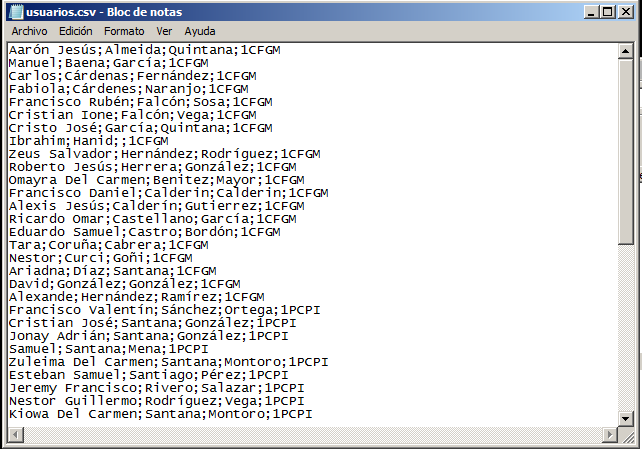 usuarios.csv - Bloc de notas
Archivo Edición Formato Ver Ayuda
Aarón Jesús;Almeida;Quintana;1CFGM
Manuel;Baena;García;1CFGM
Carlos;Cárdenas;Fernández;1CFGM
Fabiola;Cárdenes;Naranjo;1CFGM
Francisco Rubén;Falcón;Sosa;1CFGM
Cristian Ione;Falcón;Vega;1CFGM
Cristo José;García;Quintana;1CFGM
Ibrahim;Hanid;;1CFGM
Zeus Salvador;Hernández;Rodríguez;1CFGM
Roberto Jesús;Herrera;González;1CFGM
Omayra Del Carmen;Benitez;Mayor;1CFGM
Francisco Daniel;Calderin;Calderin;1CFGM
Alexis Jesús;Calderín;Gutierrez;1CFGM
Ricardo Omar;Castellano;García;1CFGM
Eduardo Samuel;Castro;Bordón;1CFGM
Tara;Coruña;Cabrera;1CFGM
Nestor;Curci;Goñi;1CFGM
Ariadna;Díaz;Santana;1CFGM
David;González;González;1CFGM
Alexande;Hernández;Ramírez;1CFGM
Francisco Valentín;Sánchez;Ortega;1PCPI
Cristian José;Santana;González;1PCPI
Jonay Adrián;Santana;González;1PCPI
Samuel;Santana;Mena;1PCPI
Zuleima Del Carmen;Santana;Montoro;1PCPI
Esteban Samuel;Santiago;Pérez;1PCPI
Jeremy Francisco;Rivero;Salazar;1PCPI
Nestor Guillermo;Rodríguez;Vega;1PCPI
Kiowa Del Carmen;Santana;Montoro;1PCPI